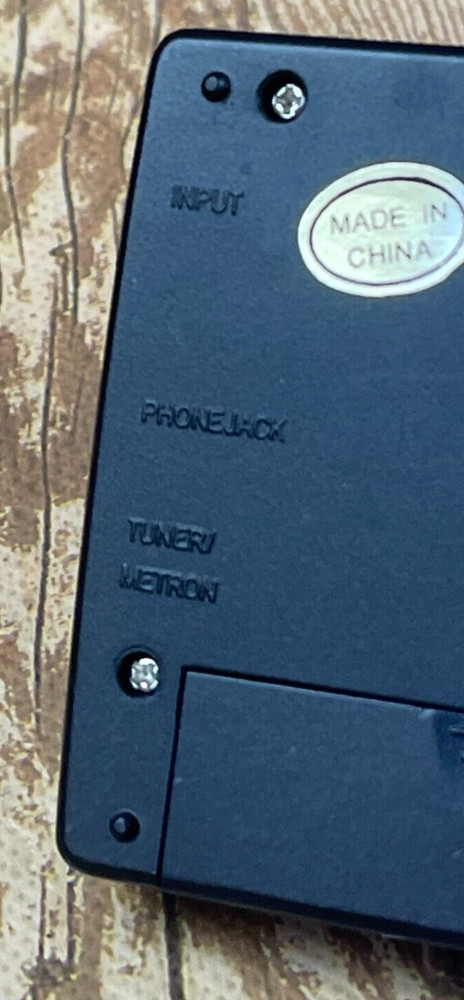 INPUT
MADE IN
CHINA
PHONEJACK
TUNER/
METRON